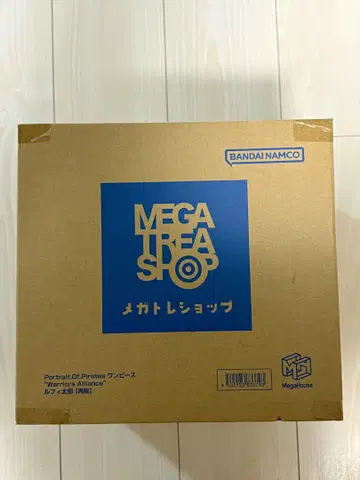 BANDAI NAMCO
MEGA
TREA
SHOP
メガトレショップ
Portrait.Of.Pirates ワンピース
"Warriors Alliance"
ルフィ太郎【再販】
MegaHouse